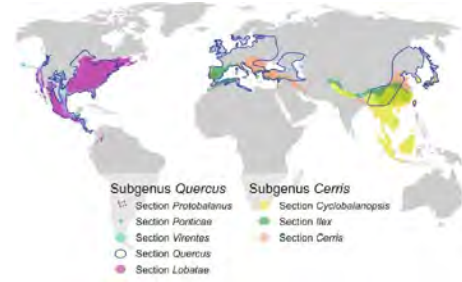 Subgenus Quercus
Section Protobalanus
Section Ponticae
Section Virentes
Section Quercus
Section Lobatae
Subgenus Cerris
Section Cyclobalanopsis
Section Ilex
Section Cerris